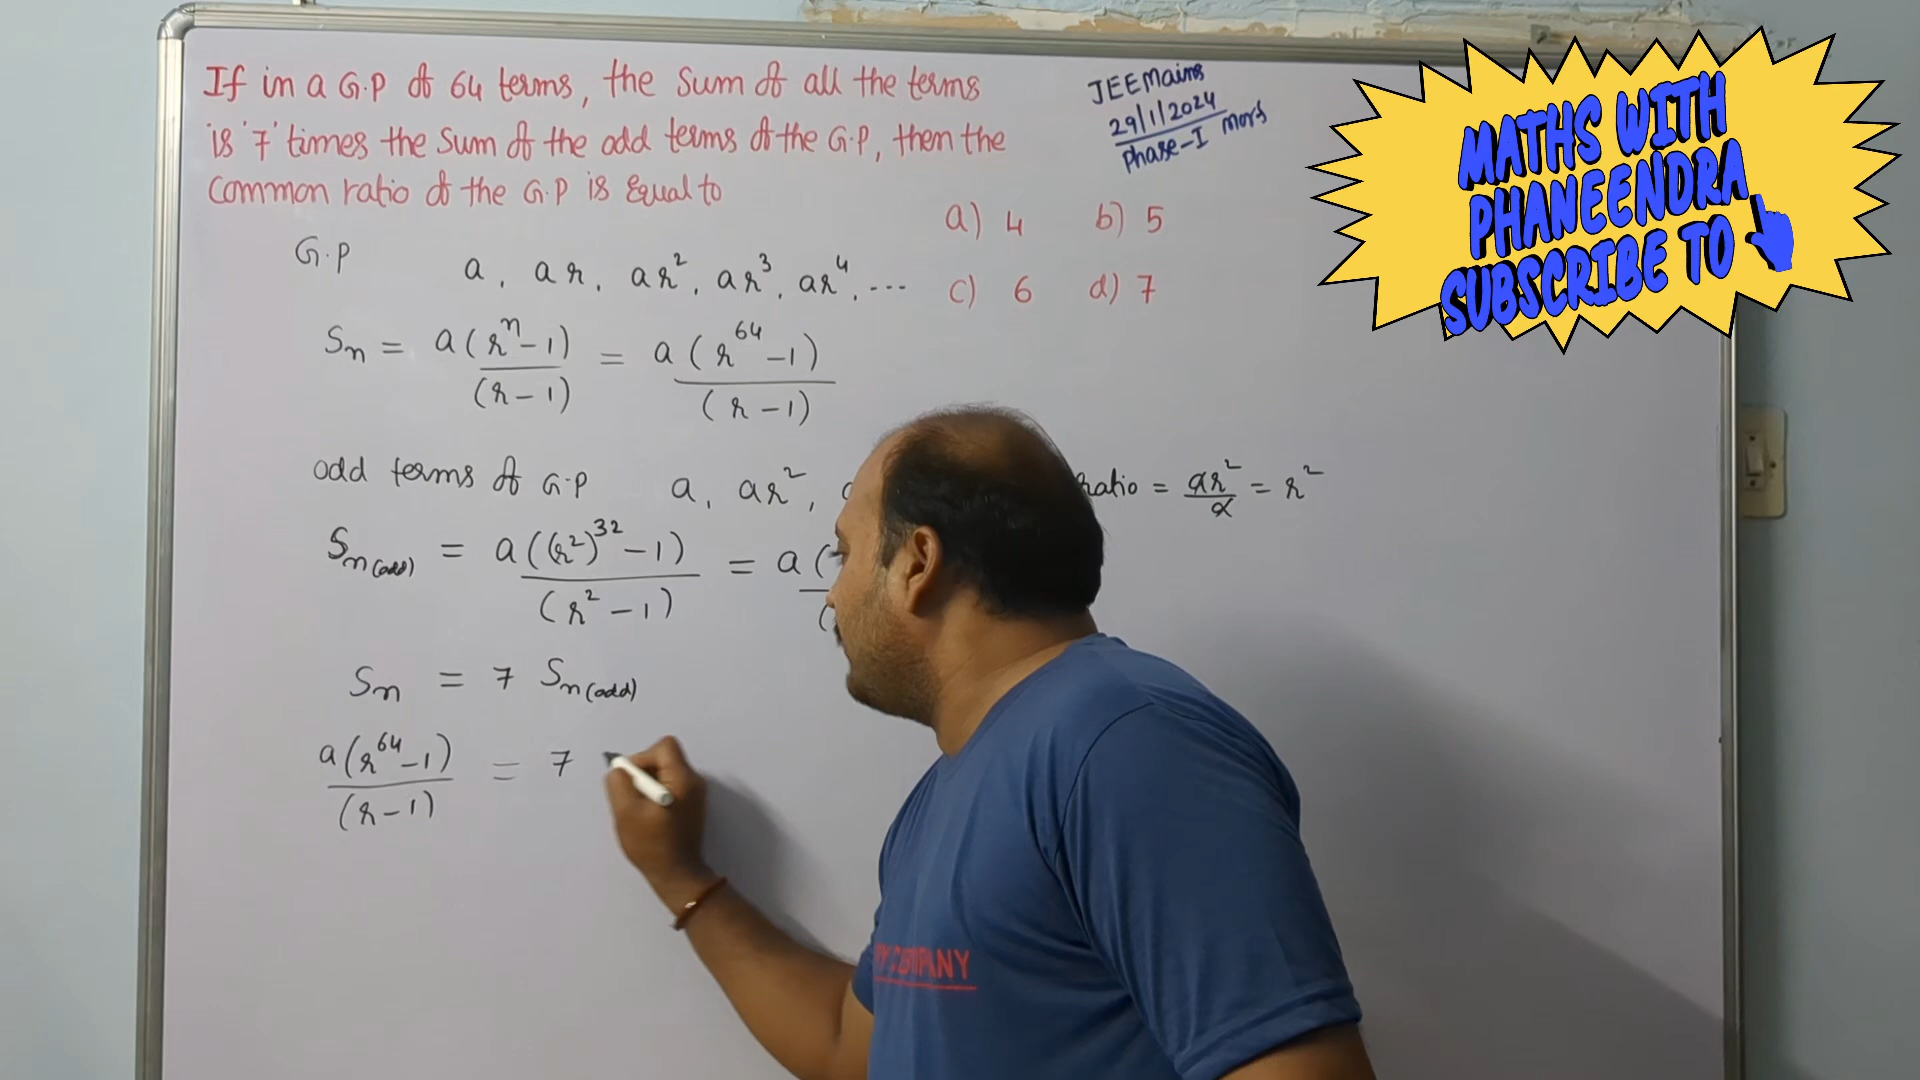 If in a G.P of 64 terms, the sum of all the terms
is '7' times the sum of the odd terms of the G.P, then the
common ratio of the G.P is Equal to
JEE Mains
29/1/2024
phase-I mors
a) 4 b) 5
c) 6 d) 7
MATHS WITH
PHANEENDRA
SUBSCRIBE TO
G.P a, ar, ar², ar³, ar⁴, ...
Sn = a(rⁿ-1)/(r-1) = a(r⁶⁴-1)/(r-1)
odd terms of G.P a, ar², ratio = ar²/a = r²
Sn(odd) = a((r²)³²-1)/(r²-1) = a(
Sn = 7 Sn(odd)
a(r⁶⁴-1)/(r-1) = 7